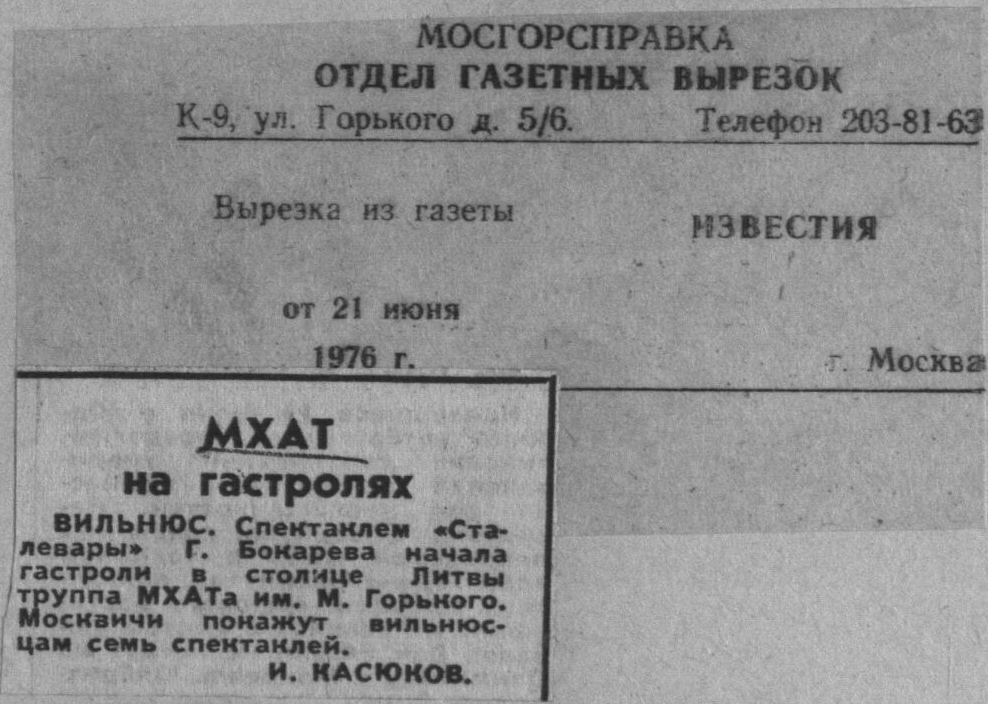 МОСГОРСПРАВКА
ОТДЕЛ ГАЗЕТНЫХ ВЫРЕЗОК
К-9, ул. Горького д. 5/6. Телефон 203-81-63
Вырезка из газеты
ИЗВЕСТИЯ
от 21 июня
1976 г.
г. Москва
МХАТ
на гастролях
ВИЛЬНЮС. Спектаклем «Ста-
левары» Г. Бокарева начала
гастроли в столице Литвы
труппа МХАТа им. М. Горького.
Москвичи покажут вильнюс-
цам семь спектаклей.
И. КАСЮКОВ.